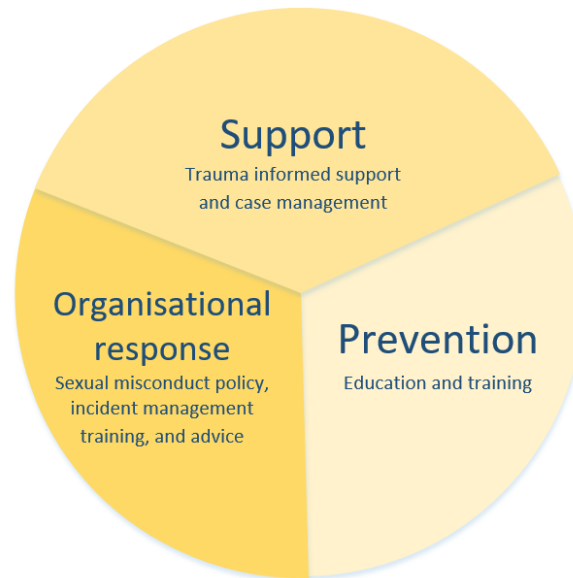 Support
Trauma informed support
and case management
Organisational
response
Sexual misconduct policy,
incident management
training, and advice
Prevention
Education and training